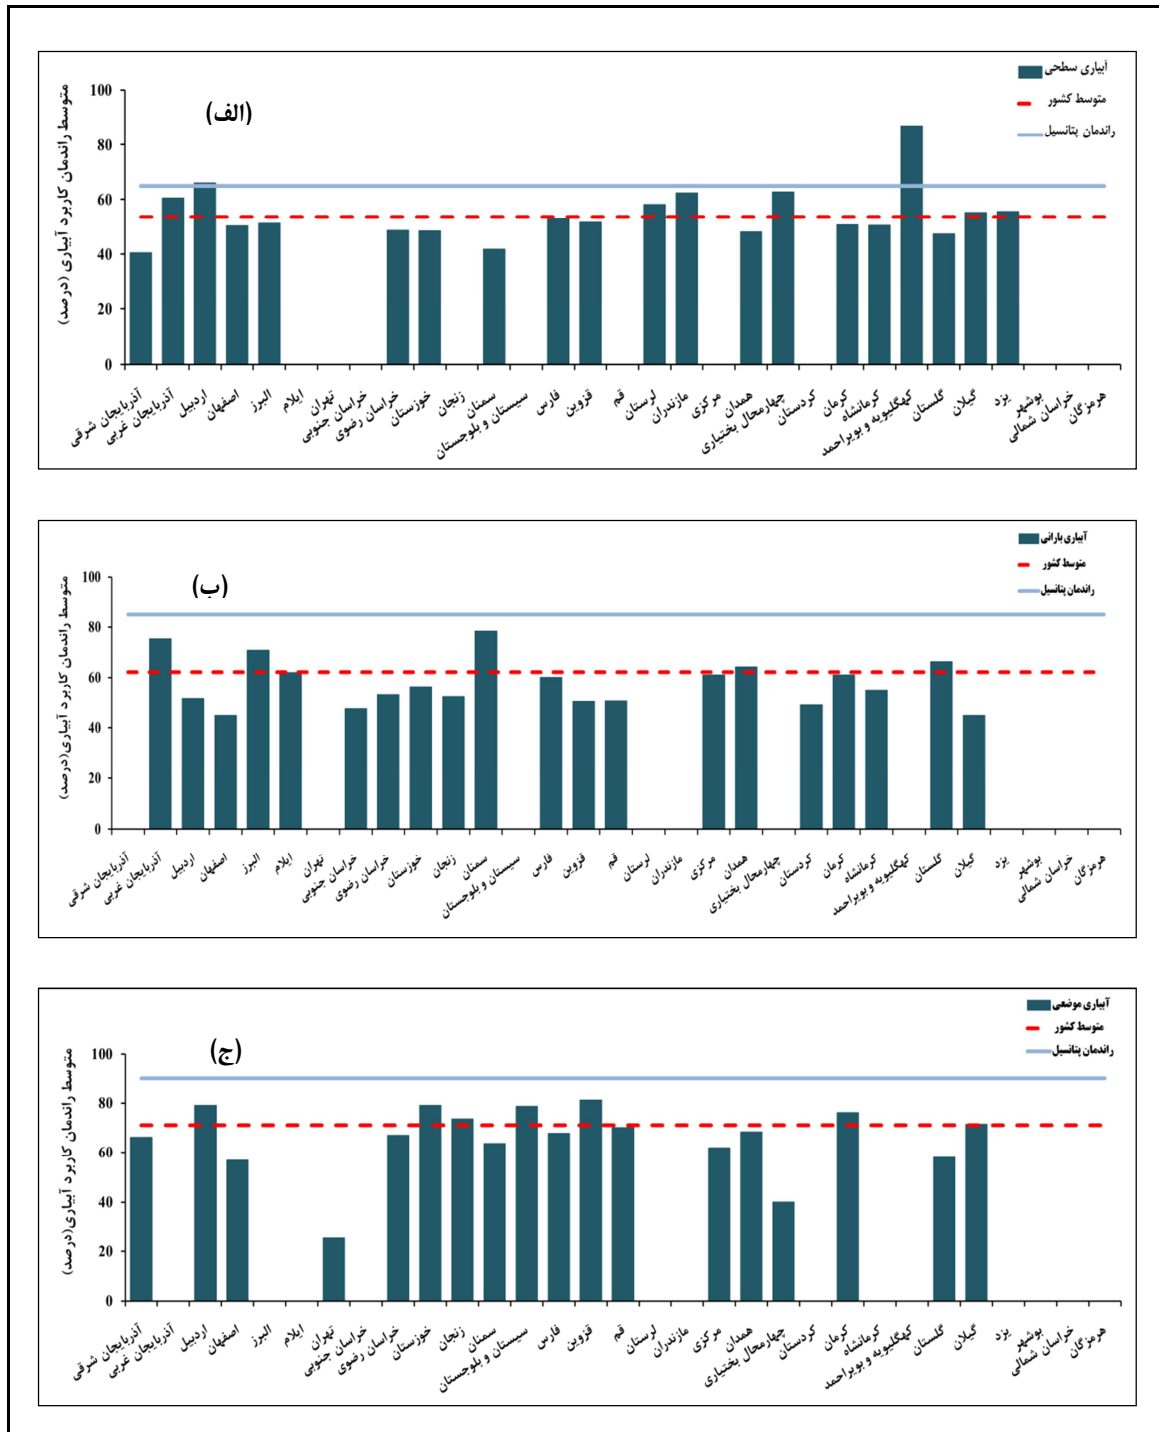 آبیاری سطحی
متوسط کشور
راندمان پتانسیل
(الف)
متوسط راندمان کاربرد آبیاری (درصد)
100
80
60
40
20
0
آذربایجان شرقی
آذربایجان غربی
اردبیل
اصفهان
البرز
ایلام
تهران
خراسان جنوبی
خراسان رضوی
خوزستان
زنجان
سمنان
سیستان و بلوجستان
فارس
قزوین
قم
لرستان
مازندران
مرکزی
همدان
چهارمحال بختیاری
کردستان
کرمان
کرمانشاه
کهگلیویه و بویراحمد
گلستان
گیلان
یزد
بوشهر
خراسان شمالی
هرمزگان
آبیاری بارانی
متوسط کشور
راندمان پتانسیل
(ب)
متوسط راندمان کاربرد آبیاری(درصد)
100
80
60
40
20
0
آذربایجان شرقی
آذربایجان غربی
اردبیل
اصفهان
البرز
ایلام
تهران
خراسان جنوبی
خراسان رضوی
خوزستان
زنجان
سمنان
سیستان و بلوجستان
فارس
قزوین
قم
لرستان
مازندران
مرکزی
همدان
چهارمحال بختیاری
کردستان
کرمان
کرمانشاه
کهگلیویه و بویراحمد
گلستان
گیلان
یزد
بوشهر
خراسان شمالی
هرمزگان
آبیاری موضعی
متوسط کشور
راندمان پتانسیل
(ج)
متوسط راندمان کاربرد آبیاری(درصد)
100
80
60
40
20
0
آذربایجان شرقی
آذربایجان غربی
اردبیل
اصفهان
البرز
ایلام
تهران
خراسان جنوبی
خراسان رضوی
خوزستان
زنجان
سمنان
سیستان و بلوجستان
فارس
قزوین
قم
لرستان
مازندران
مرکزی
همدان
چهارمحال بختیاری
کردستان
کرمان
کرمانشاه
کهگلیویه و بویراحمد
گلستان
گیلان
یزد
بوشهر
خراسان شمالی
هرمزگان